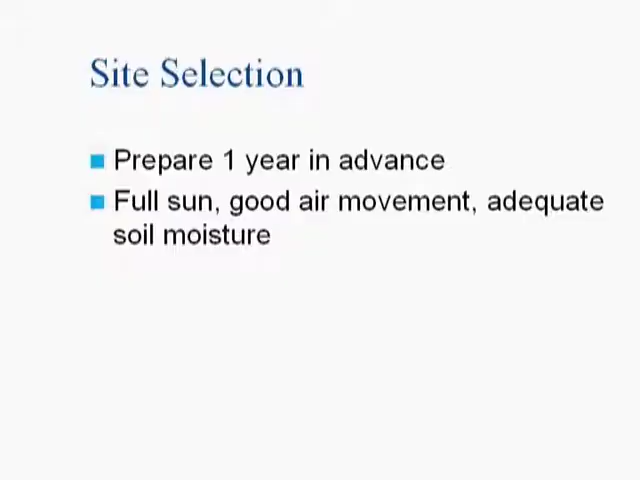 Site Selection
Prepare 1 year in advance
Full sun, good air movement, adequate
soil moisture